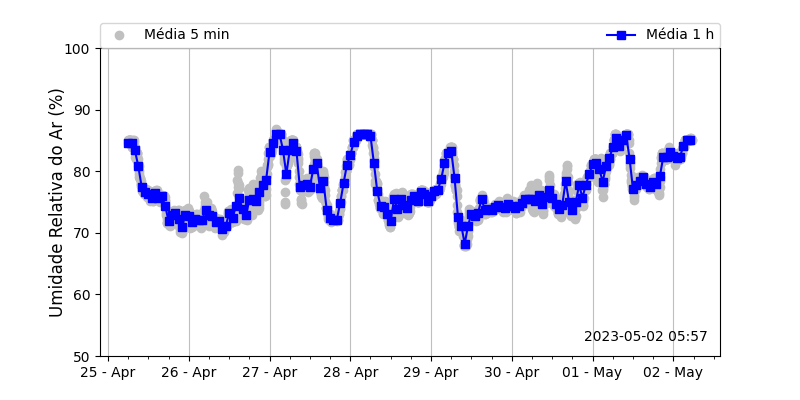 Média 5 min
Média 1 h
Umidade Relativa do Ar (%)
100
90
80
70
60
50
2023-05-02 05:57
25 - Apr
26 - Apr
27 - Apr
28 - Apr
29 - Apr
30 - Apr
01 - May
02 - May